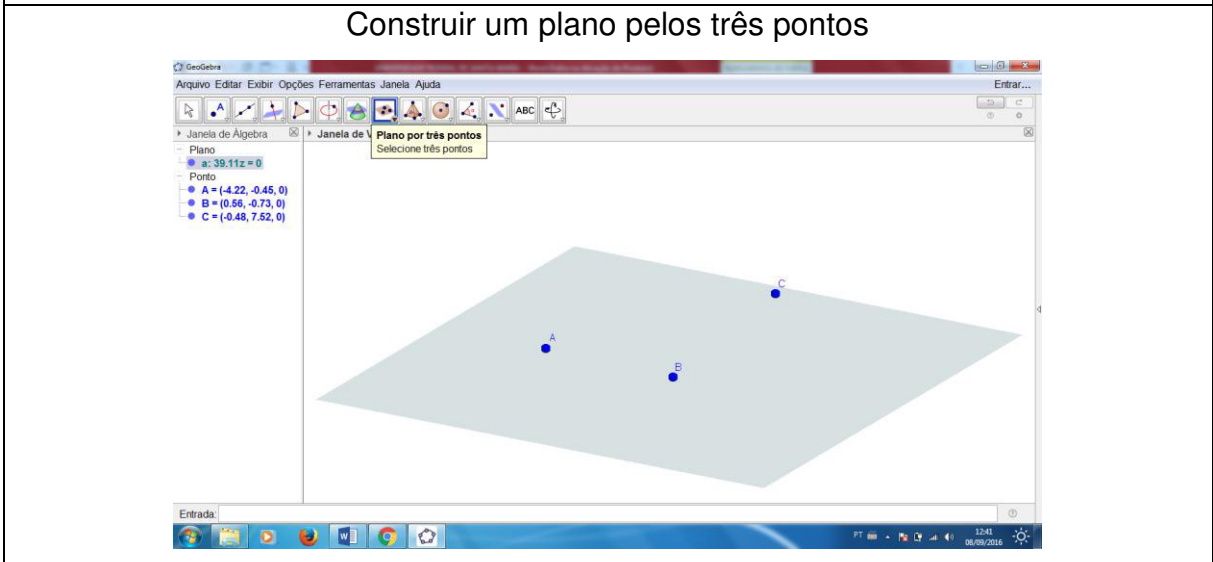 Construir um plano pelos três pontos
GeoGebra
Arquivo Editar Exibir Opções Ferramentas Janela Ajuda
Entrar...
A
ABC
Janela de Álgebra
Janela de V
Plano por três pontos
Selecione três pontos
Plano
a: 39.11z = 0
Ponto
A = (-4.22, -0.45, 0)
B = (0.56, -0.73, 0)
C = (-0.48, 7.52, 0)
C
A
B
Entrada:
PT
12:41
08/09/2016